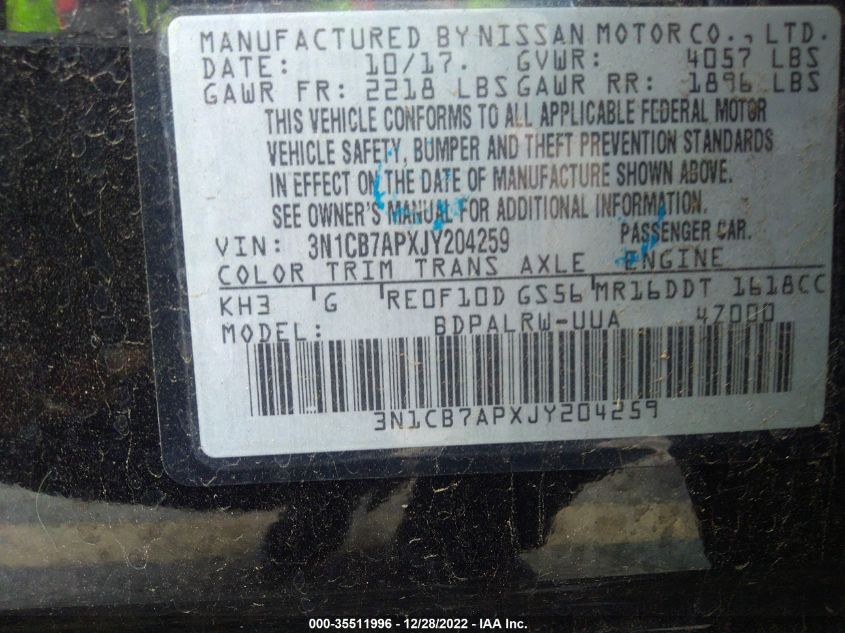 MANUFACTURED BY NISSAN MOTOR CO., LTD.
DATE: 10/17. GVWR: 4057 LBS
GAWR FR: 2218 LBS GAWR RR: 1896 LBS
THIS VEHICLE CONFORMS TO ALL APPLICABLE FEDERAL MOTOR
VEHICLE SAFETY, BUMPER AND THEFT PREVENTION STANDARDS
IN EFFECT ON THE DATE OF MANUFACTURE SHOWN ABOVE.
SEE OWNER'S MANUAL FOR ADDITIONAL INFORMATION.
VIN: 3N1CB7APXJY204259 PASSENGER CAR.
COLOR TRIM TRANS AXLE ENGINE
KH3 G RE0F10D GS56 MR16DDT 1618CC
MODEL: BDPALRW-UUA 47000
3N1CB7APXJY204259
000-35511996 - 12/28/2022 - IAA Inc.